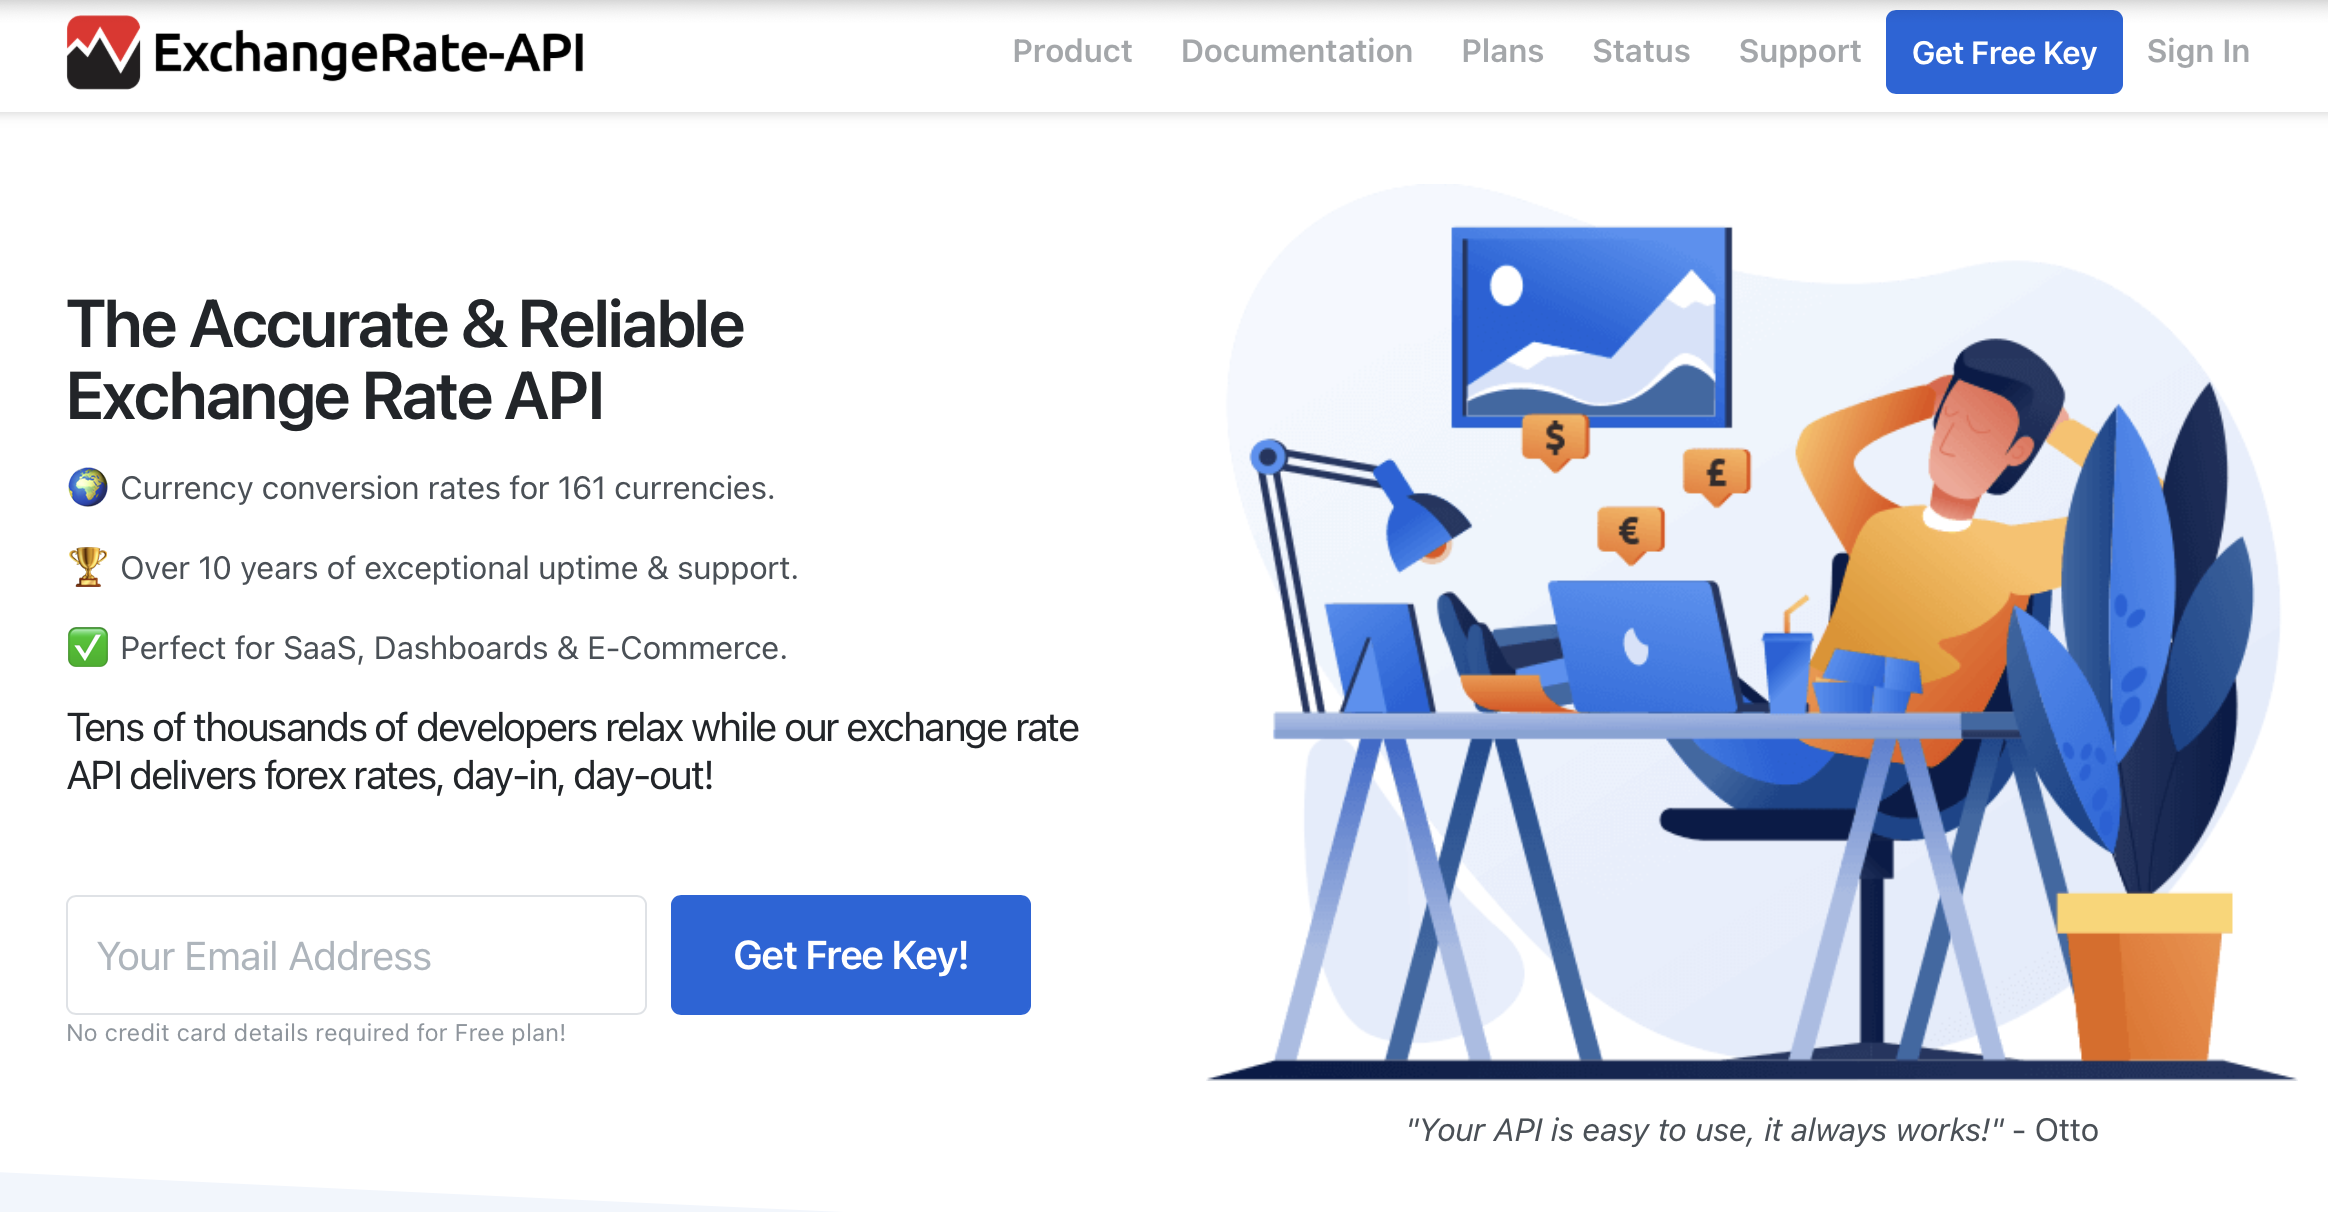 ExchangeRate-API
Product
Documentation
Plans
Status
Support
Get Free Key
Sign In
The Accurate & Reliable
Exchange Rate API
Currency conversion rates for 161 currencies.
Over 10 years of exceptional uptime & support.
Perfect for SaaS, Dashboards & E-Commerce.
Tens of thousands of developers relax while our exchange rate
API delivers forex rates, day-in, day-out!
Your Email Address
Get Free Key!
No credit card details required for Free plan!
$
£
€
"Your API is easy to use, it always works!" - Otto